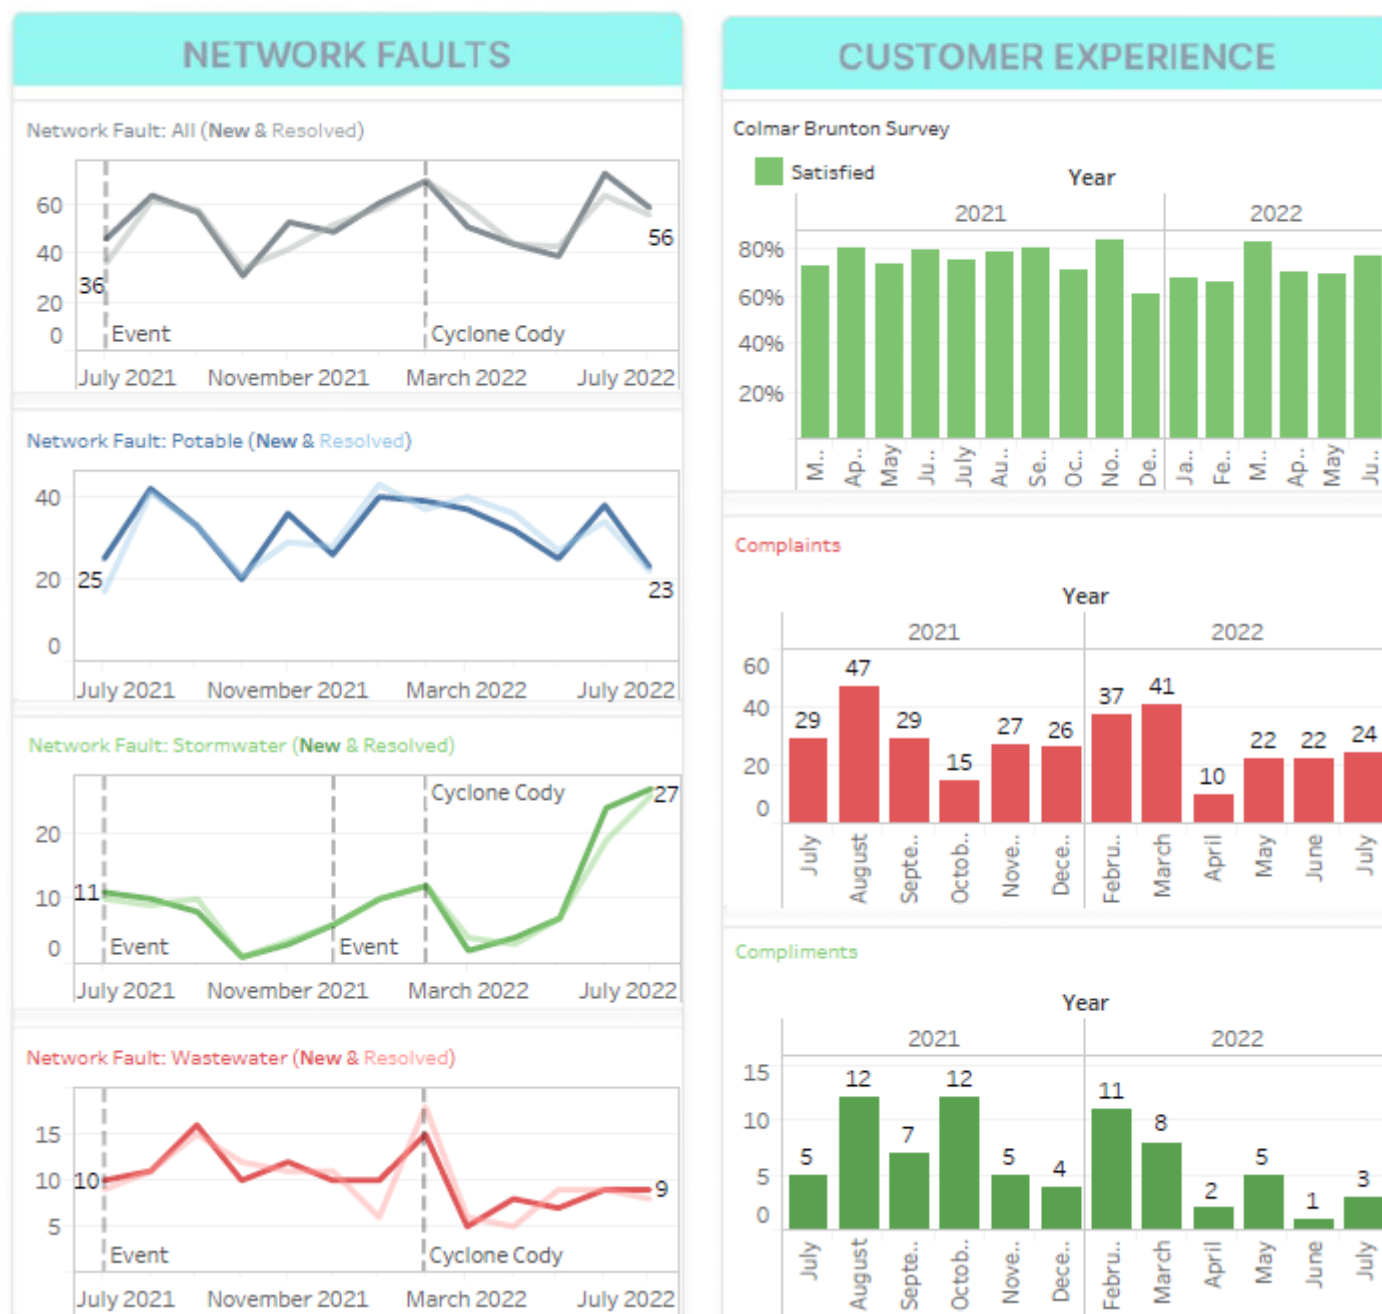 NETWORK FAULTS
Network Fault: All (New & Resolved)
60
40
20
0
36
56
Event
Cyclone Cody
July 2021 November 2021 March 2022 July 2022
Network Fault: Potable (New & Resolved)
40
20
0
25
23
July 2021 November 2021 March 2022 July 2022
Network Fault: Stormwater (New & Resolved)
20
10
0
11
27
Cyclone Cody
Event
Event
July 2021 November 2021 March 2022 July 2022
Network Fault: Wastewater (New & Resolved)
15
10
5
10
9
Event
Cyclone Cody
July 2021 November 2021 March 2022 July 2022
CUSTOMER EXPERIENCE
Colmar Brunton Survey
Satisfied
Year
2021 2022
80%
60%
40%
20%
M.. Ap.. May Ju.. July Au.. Se.. Oc.. No.. De.. Ja.. Fe.. M.. Ap.. May Ju..
Complaints
Year
2021 2022
60
40
20
0
29 47 29 15 27 26 37 41 10 22 22 24
July August Septe.. Octob.. Nove.. Dece.. Febru.. March April May June July
Compliments
Year
2021 2022
15
10
5
0
5 12 7 12 5 4 11 8 2 5 1 3
July August Septe.. Octob.. Nove.. Dece.. Febru.. March April May June July